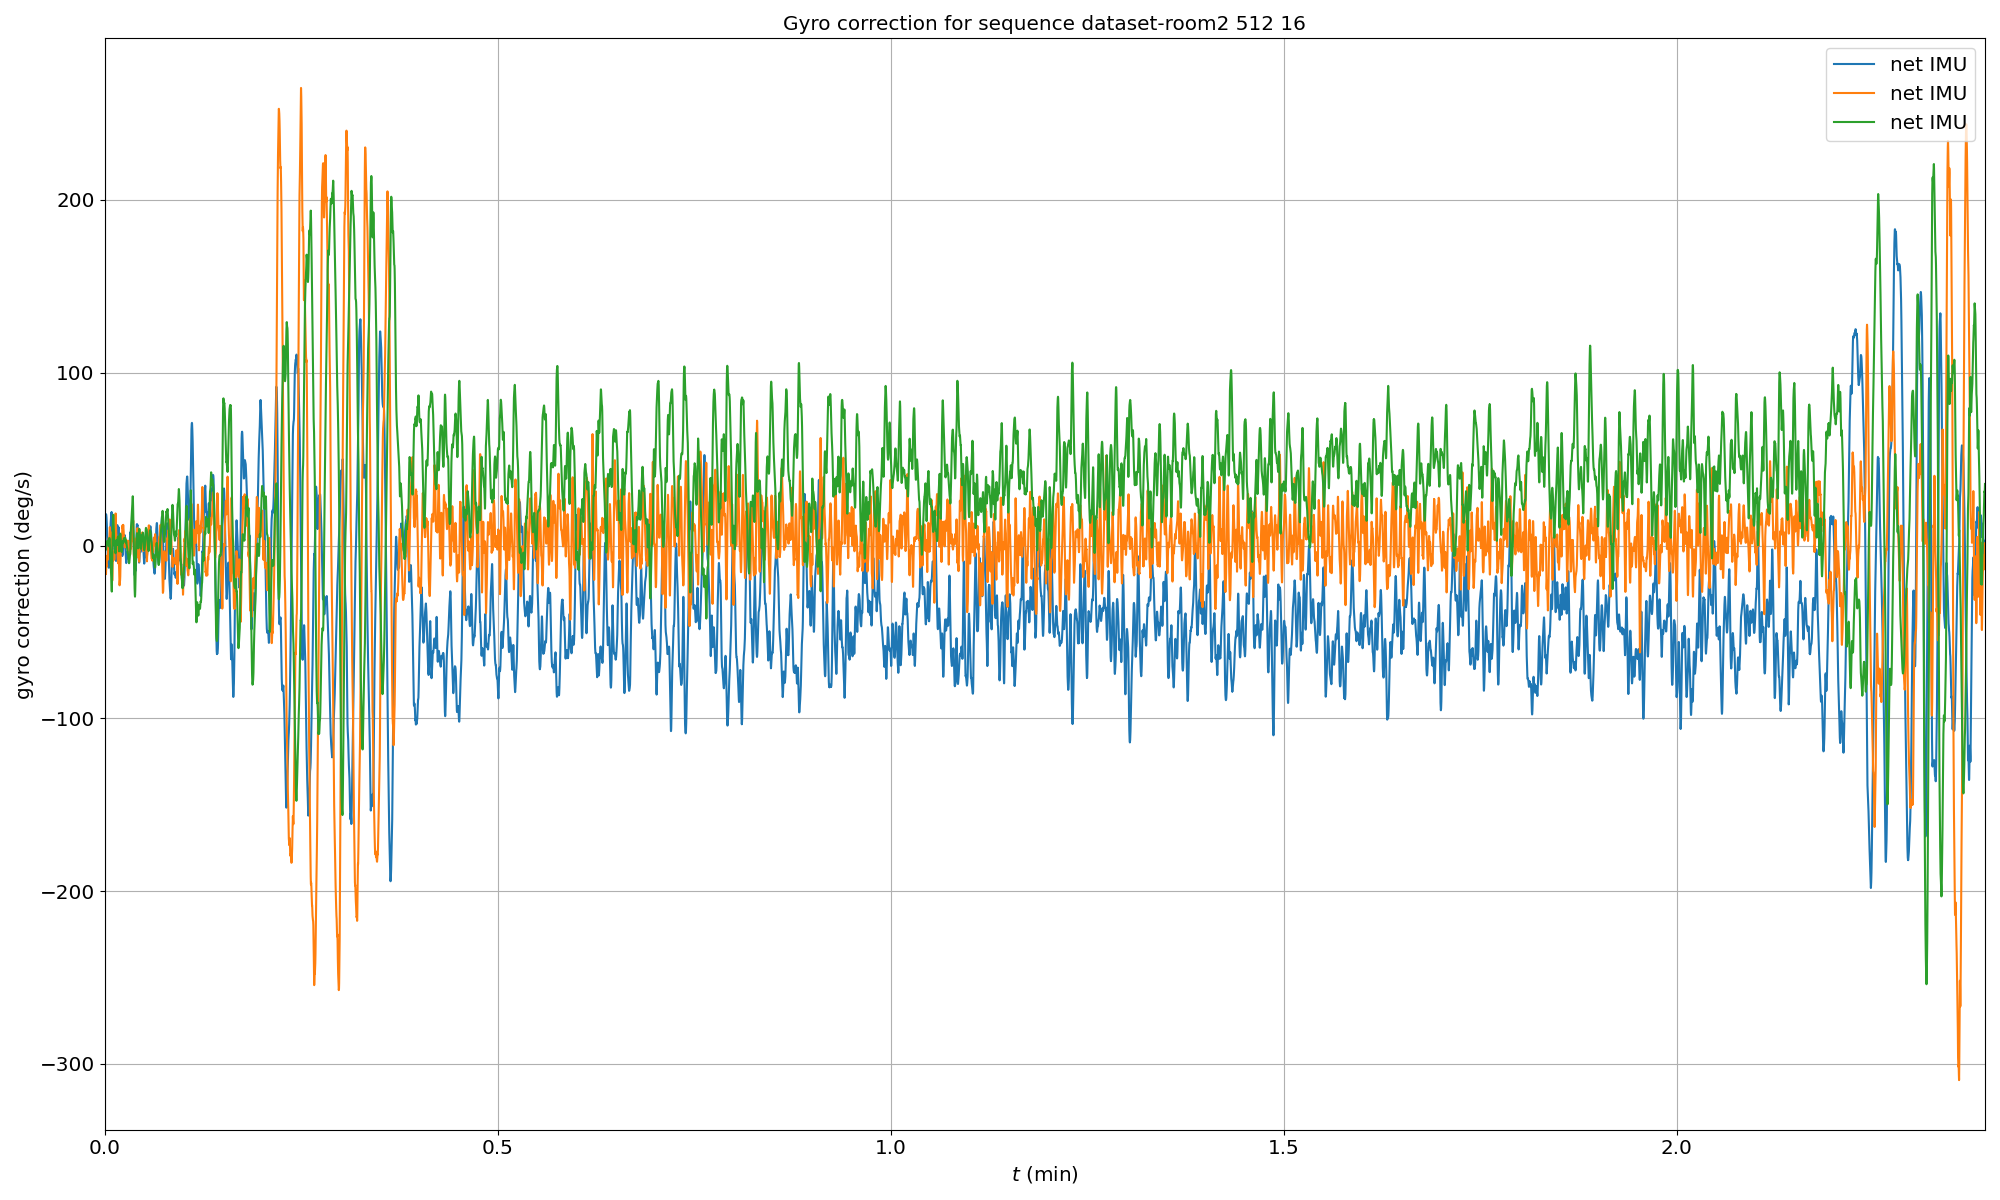 Gyro correction for sequence dataset-room2 512 16
net IMU
net IMU
net IMU
gyro correction (deg/s)
200
100
0
−100
−200
−300
0.0 0.5 1.0 1.5 2.0
t (min)